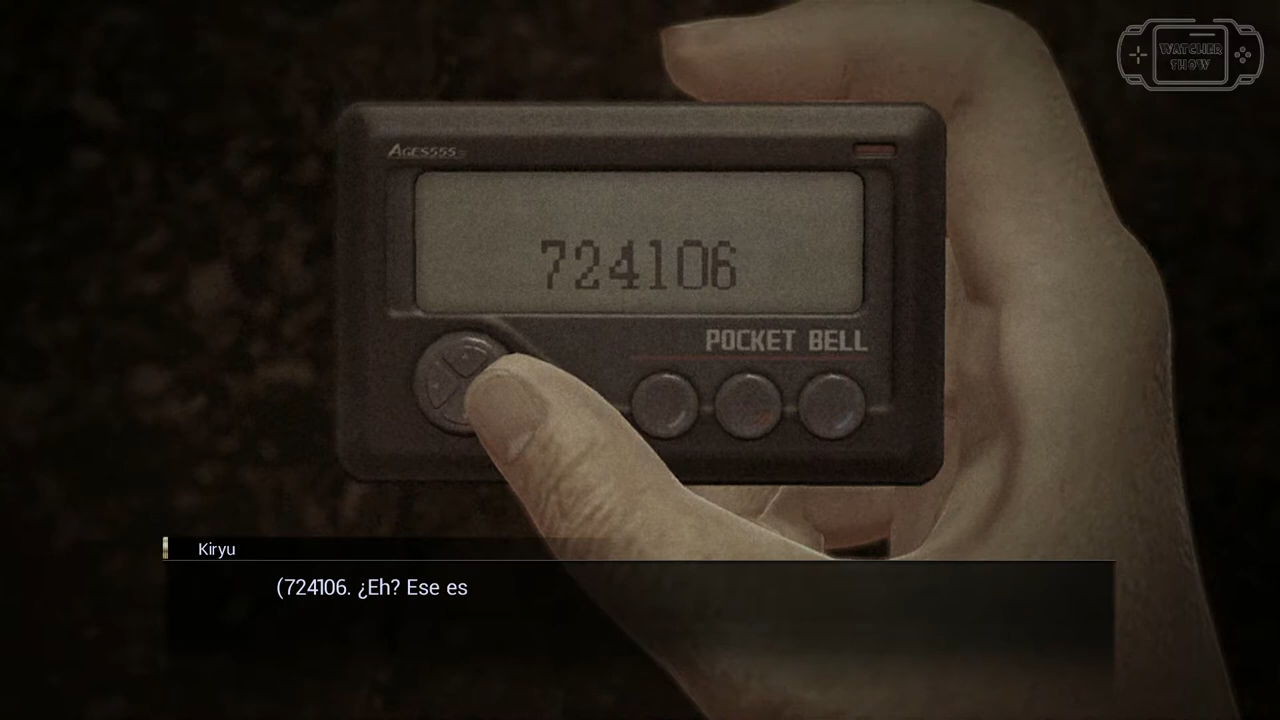 WATCHER
SHOW
AGES555
724106
POCKET BELL
Kiryu
(724106. ¿Eh? Ese es